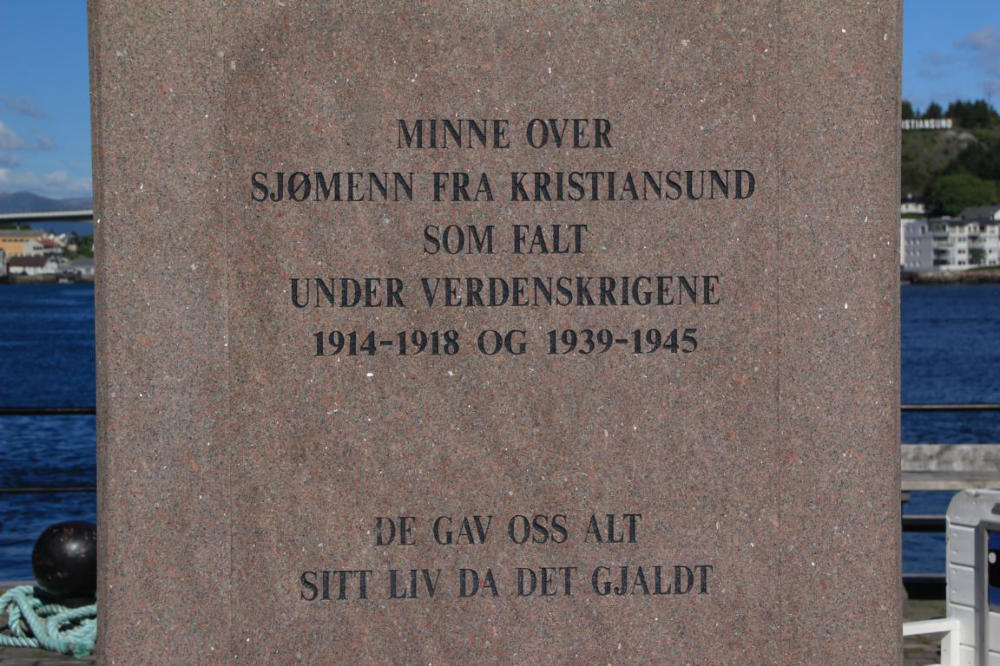 MINNE OVER
SJØMENN FRA KRISTIANSUND
SOM FALT
UNDER VERDENSKRIGENE
1914-1918 OG 1939-1945
DE GAV OSS ALT
SITT LIV DA DET GJALDT